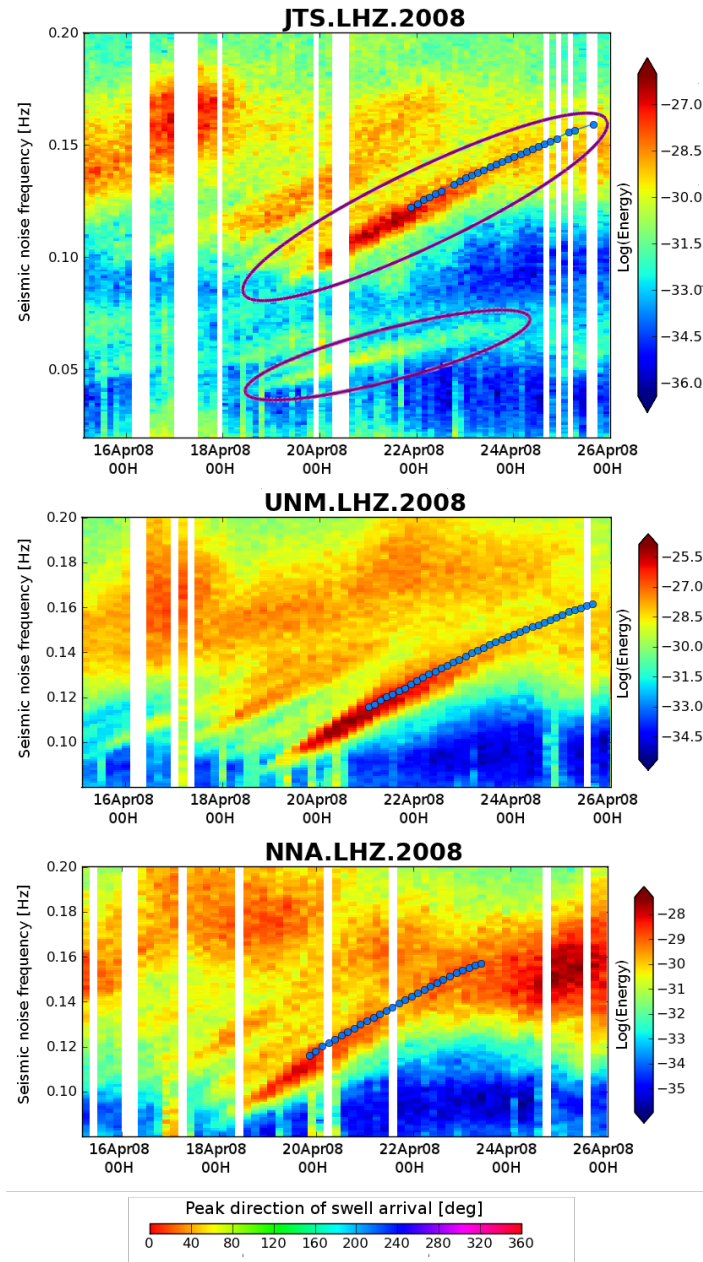 JTS.LHZ.2008
Seismic noise frequency [Hz]
0.20
0.15
0.10
0.05
16Apr08 00H
18Apr08 00H
20Apr08 00H
22Apr08 00H
24Apr08 00H
26Apr08 00H
Log(Energy)
−27.0
−28.5
−30.0
−31.5
−33.0
−34.5
−36.0
UNM.LHZ.2008
Seismic noise frequency [Hz]
0.20
0.18
0.16
0.14
0.12
0.10
16Apr08 00H
18Apr08 00H
20Apr08 00H
22Apr08 00H
24Apr08 00H
26Apr08 00H
Log(Energy)
−25.5
−27.0
−28.5
−30.0
−31.5
−33.0
−34.5
NNA.LHZ.2008
Seismic noise frequency [Hz]
0.20
0.18
0.16
0.14
0.12
0.10
16Apr08 00H
18Apr08 00H
20Apr08 00H
22Apr08 00H
24Apr08 00H
26Apr08 00H
Log(Energy)
−28
−29
−30
−31
−32
−33
−34
−35
Peak direction of swell arrival [deg]
0 40 80 120 160 200 240 280 320 360